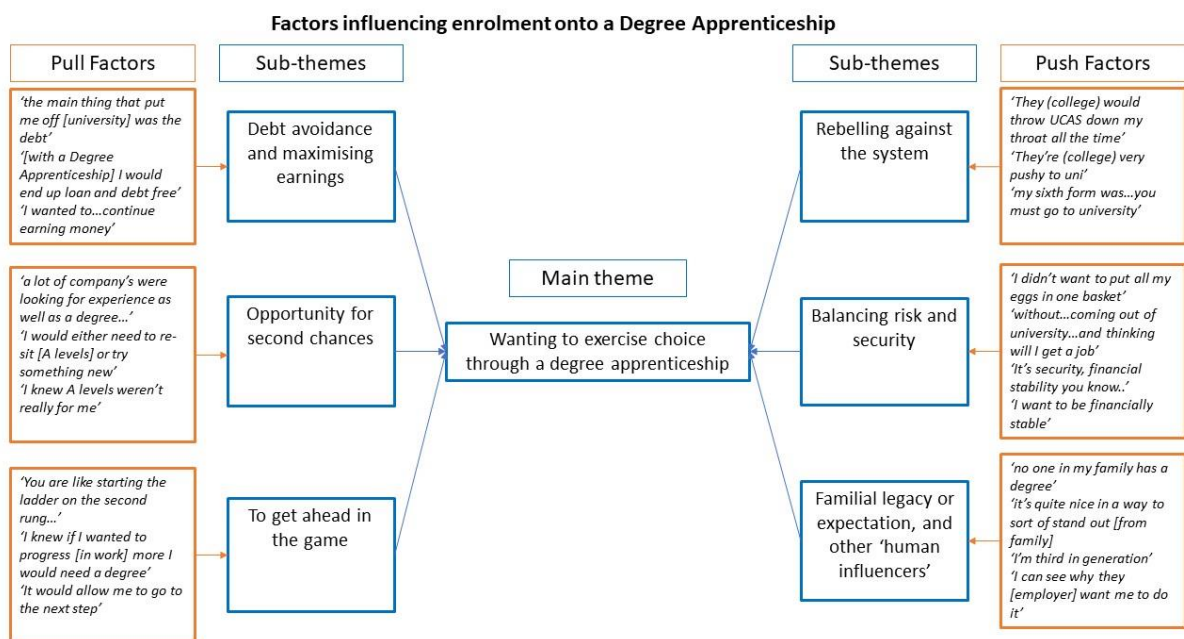 Factors influencing enrolment onto a Degree Apprenticeship
Pull Factors
Sub-themes
‘the main thing that put
me off [university] was the
debt’
‘[with a Degree
Apprenticeship] I would
end up loan and debt free’
‘I wanted to…continue
earning money’
Debt avoidance
and maximising
earnings
‘a lot of company’s were
looking for experience as
well as a degree…’
‘I would either need to re-
sit [A levels] or try
something new’
‘I knew A levels weren’t
really for me’
Opportunity for
second chances
‘You are like starting the
ladder on the second
rung…’
‘I knew if I wanted to
progress [in work] more I
would need a degree’
‘It would allow me to go to
the next step’
To get ahead in
the game
Main theme
Wanting to exercise choice
through a degree apprenticeship
Sub-themes
Push Factors
Rebelling against
the system
‘They (college) would
throw UCAS down my
throat all the time’
‘They’re (college) very
pushy to uni’
‘my sixth form was…you
must go to university’
Balancing risk and
security
‘I didn’t want to put all my
eggs in one basket’
‘without…coming out of
university…and thinking
will I get a job’
‘It’s security, financial
stability you know..’
‘I want to be financially
stable’
Familial legacy or
expectation, and
other ‘human
influencers’
‘no one in my family has a
degree’
‘it’s quite nice in a way to
sort of stand out [from
family]
‘I’m third in generation’
‘I can see why they
[employer] want me to do
it’